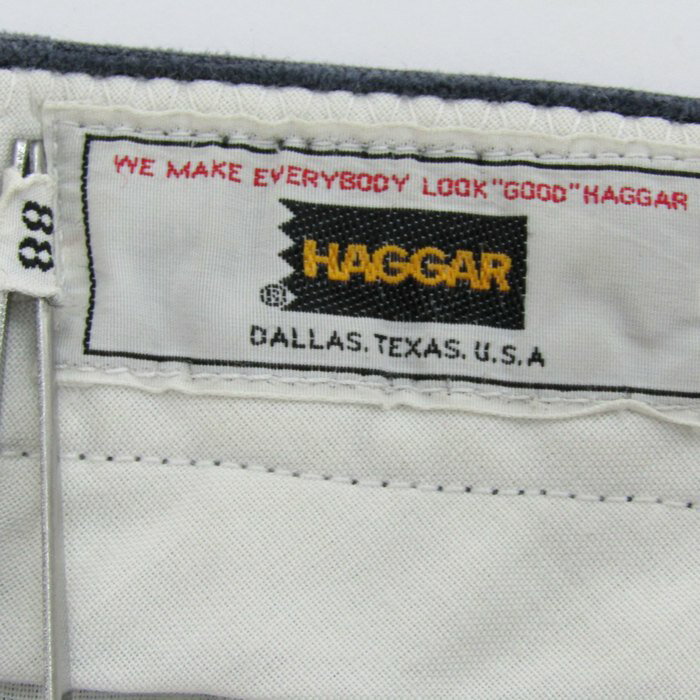 WE MAKE EVERYBODY LOOK "GOOD" HAGGAR
HAGGAR
®
DALLAS, TEXAS, U.S.A
88